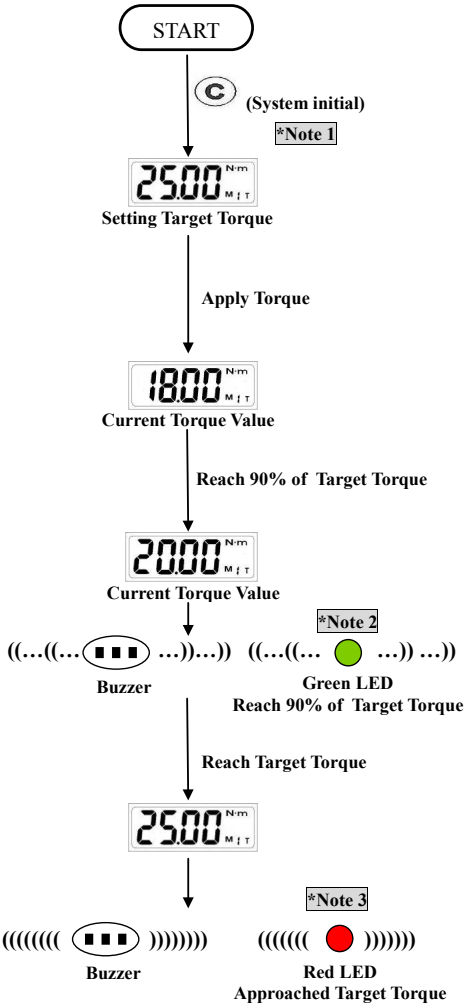 START
C
(System initial)
*Note 1
25.00 N·m
M I T
Setting Target Torque
Apply Torque
18.00 N·m
M I T
Current Torque Value
Reach 90% of Target Torque
20.00 N·m
M I T
Current Torque Value
*Note 2
((…((… …))…)) ((…((… …)) …))
Buzzer
Green LED
Reach 90% of Target Torque
Reach Target Torque
25.00 N·m
M I T
*Note 3
(((((((( )))))))) ((((((( )))))))
Buzzer
Red LED
Approached Target Torque